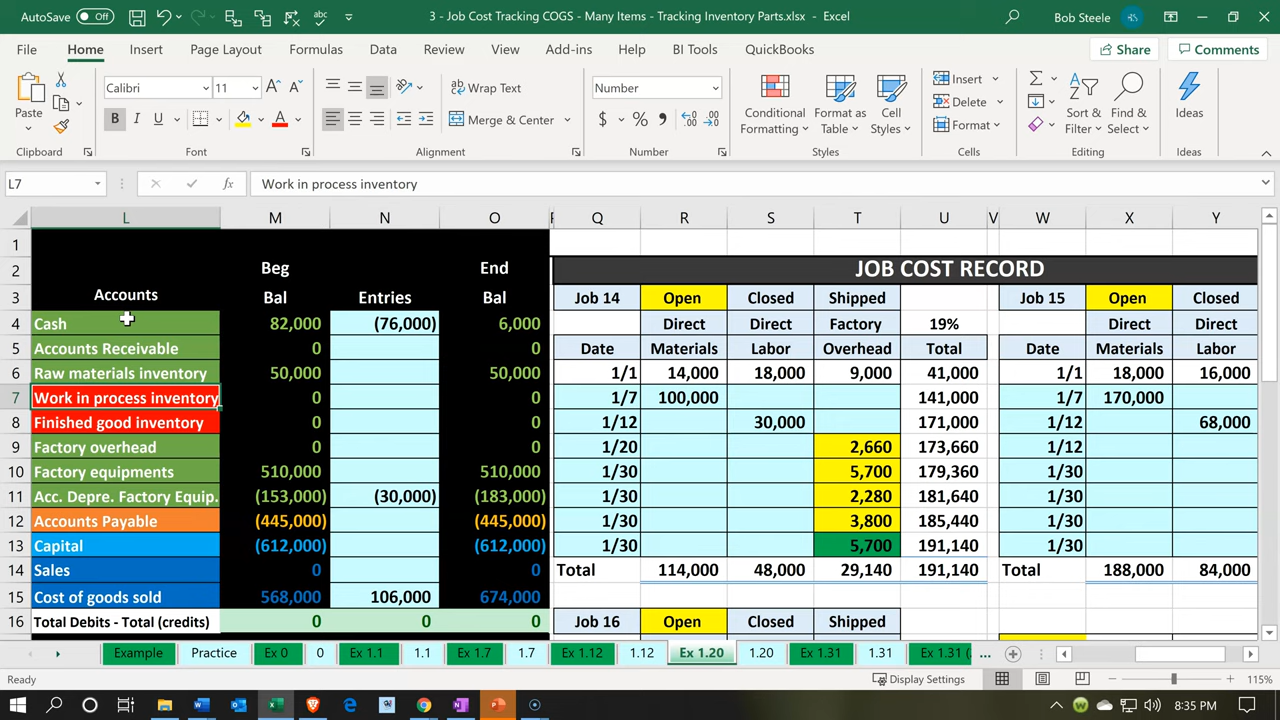 AutoSave Off 3 - Job Cost Tracking COGS - Many Items - Tracking Inventory Parts.xlsx - Excel Bob Steele
File Home Insert Page Layout Formulas Data Review View Add-ins Help BI Tools QuickBooks Share Comments
Calibri 11 Wrap Text Number Insert
Paste Merge & Center Conditional Formatting Format as Table Cell Styles Delete Sort & Filter Find & Select Ideas
Format
Clipboard Font Alignment Number Styles Cells Editing Ideas
L7 fx Work in process inventory
L M N O F Q R S T U V W X Y
1
2 Beg End JOB COST RECORD
3 Accounts Bal Entries Bal Job 14 Open Closed Shipped Job 15 Open Closed
4 Cash 82,000 (76,000) 6,000 Direct Direct Factory 19% Direct Direct
5 Accounts Receivable 0 0 Date Materials Labor Overhead Total Date Materials Labor
6 Raw materials inventory 50,000 50,000 1/1 14,000 18,000 9,000 41,000 1/1 18,000 16,000
7 Work in process inventory 0 0 1/7 100,000 141,000 1/7 170,000
8 Finished good inventory 0 0 1/12 30,000 171,000 1/12 68,000
9 Factory overhead 0 0 1/20 2,660 173,660 1/12
10 Factory equipments 510,000 510,000 1/30 5,700 179,360 1/30
11 Acc. Depre. Factory Equip. (153,000) (30,000) (183,000) 1/30 2,280 181,640 1/30
12 Accounts Payable (445,000) (445,000) 1/30 3,800 185,440 1/30
13 Capital (612,000) (612,000) 1/30 5,700 191,140 1/30
14 Sales 0 0 Total 114,000 48,000 29,140 191,140 Total 188,000 84,000
15 Cost of goods sold 568,000 106,000 674,000
16 Total Debits - Total (credits) 0 0 0 Job 16 Open Closed Shipped
Example Practice Ex 0 0 Ex 1.1 1.1 Ex 1.7 1.7 Ex 1.12 1.12 Ex 1.20 1.20 Ex 1.31 1.31 Ex 1.31 ( ...
Ready Display Settings 115%
8:35 PM